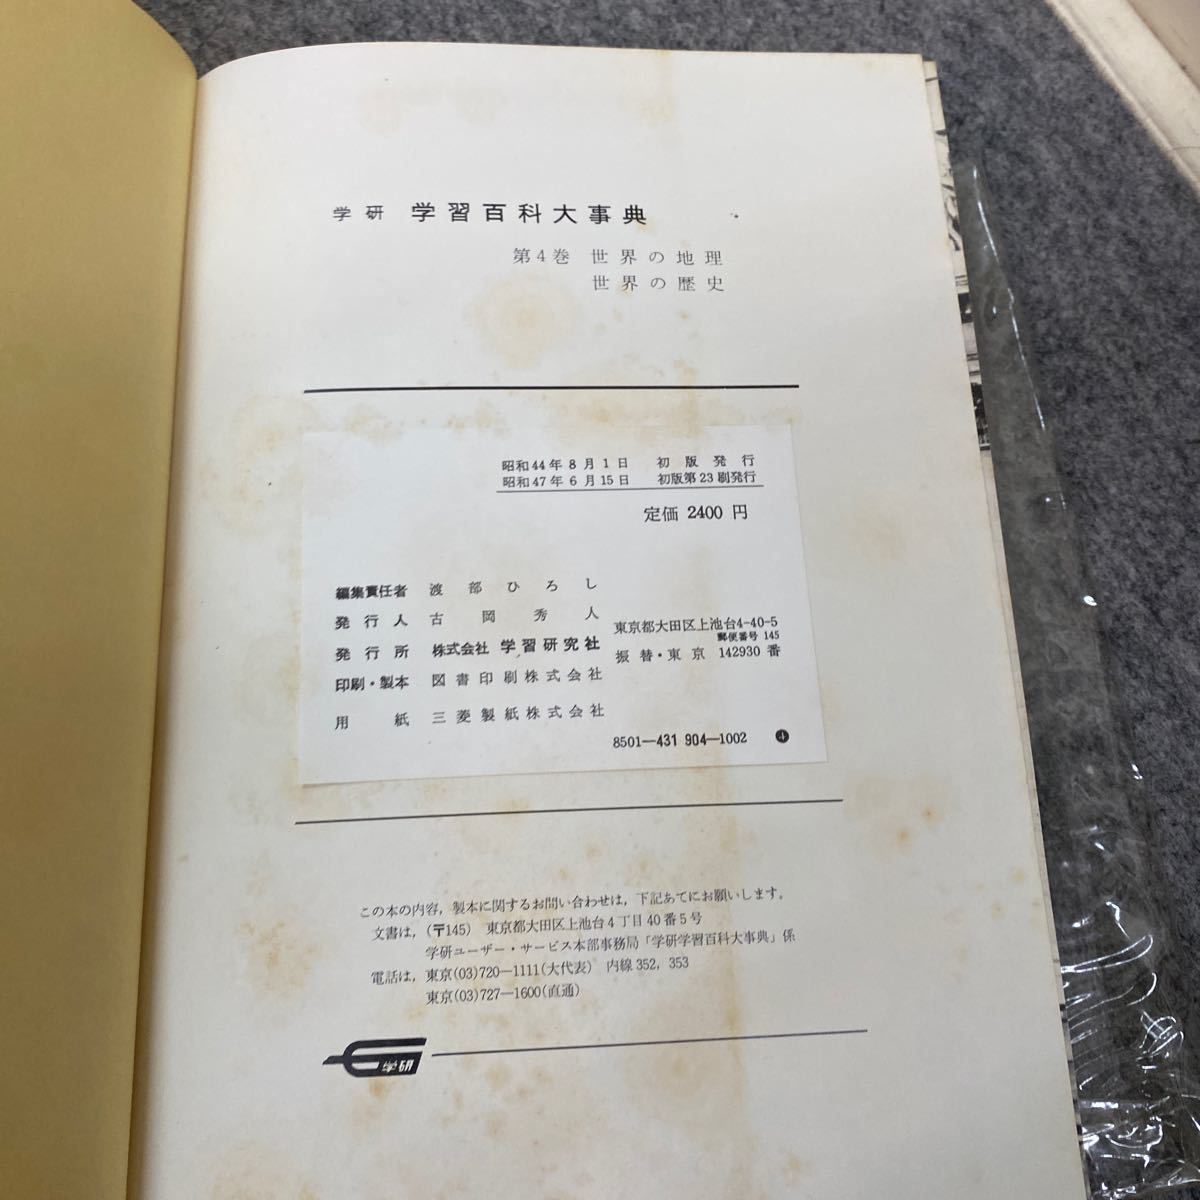 学研 学習百科大事典
第4巻 世界の地理
世界の歴史
昭和44年8月1日 初版発行
昭和47年6月15日 初版第23刷発行
定価 2400 円
編集責任者 渡部ひろし
発行人 古岡秀人
発行所 株式会社 学習研究社
東京都大田区上池台4-40-5
郵便番号 145
振替・東京 142930 番
印刷・製本 図書印刷株式会社
用紙 三菱製紙株式会社
8501—431 904—1002 ❹
この本の内容，製本に関するお問い合わせは，下記あてにお願いします。
文書は，(〒145) 東京都大田区上池台4丁目40番5号
学研ユーザー・サービス本部事務局「学研学習百科大事典」係
電話は，東京(03)720—1111(大代表) 内線352，353
東京(03)727—1600(直通)
学研